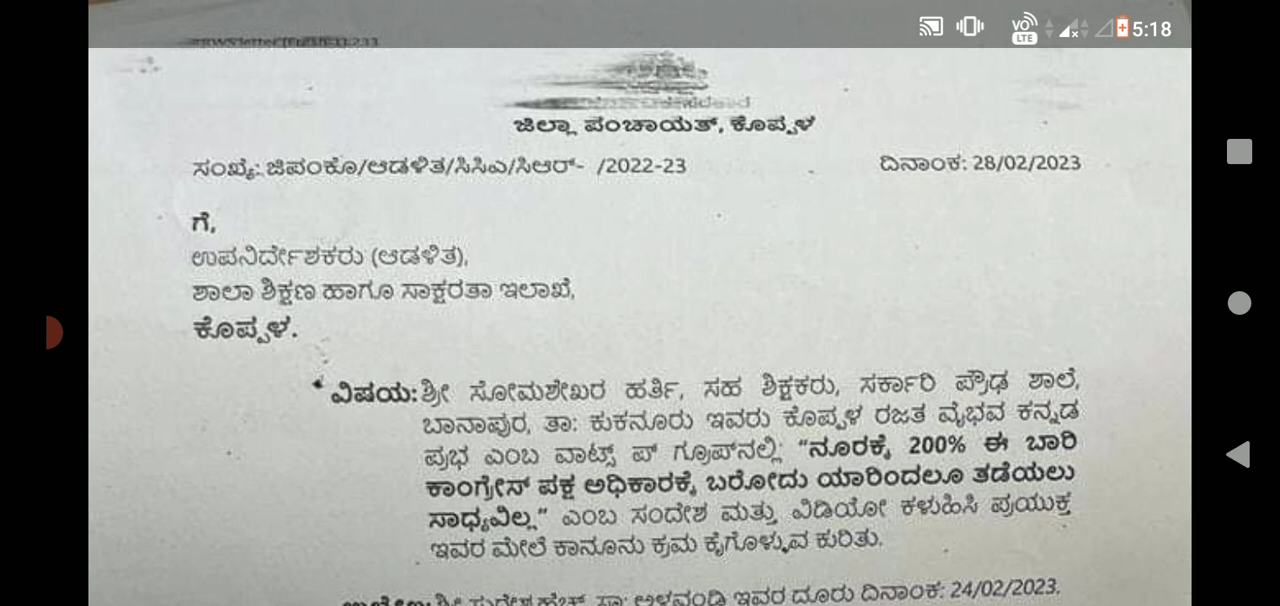 VO
LTE
5:18
ಜಿಲ್ಲಾ ಪಂಚಾಯತ್, ಕೊಪ್ಪಳ
ಸಂಖ್ಯೆ: ಜಿಪಂಕೊ/ಆಡಳಿತ/ಸಿಸಿಎ/ಸಿಆರ್- /2022-23 ದಿನಾಂಕ: 28/02/2023
ಗೆ,
ಉಪನಿರ್ದೇಶಕರು (ಆಡಳಿತ),
ಶಾಲಾ ಶಿಕ್ಷಣ ಹಾಗೂ ಸಾಕ್ಷರತಾ ಇಲಾಖೆ,
ಕೊಪ್ಪಳ.
ವಿಷಯ: ಶ್ರೀ ಸೋಮಶೇಖರ ಹರ್ತಿ, ಸಹ ಶಿಕ್ಷಕರು, ಸರ್ಕಾರಿ ಪ್ರೌಢ ಶಾಲೆ,
ಬಾನಾಪುರ, ತಾ: ಕುಕನೂರು ಇವರು ಕೊಪ್ಪಳ ರಜತ ವೈಭವ ಕನ್ನಡ
ಪ್ರಭ ಎಂಬ ವಾಟ್ಸ್ ಪ್ ಗ್ರೂಪ್‌ನಲ್ಲಿ "ನೂರಕ್ಕೆ 200% ಈ ಬಾರಿ
ಕಾಂಗ್ರೇಸ್ ಪಕ್ಷ ಅಧಿಕಾರಕ್ಕೆ ಬರೋದು ಯಾರಿಂದಲೂ ತಡೆಯಲು
ಸಾಧ್ಯವಿಲ್ಲ" ಎಂಬ ಸಂದೇಶ ಮತ್ತು ವಿಡಿಯೋ ಕಳುಹಿಸಿ ಪ್ರಯುಕ್ತ
ಇವರ ಮೇಲೆ ಕಾನೂನು ಕ್ರಮ ಕೈಗೊಳ್ಳುವ ಕುರಿತು.
ಇವರ ದೂರು ದಿನಾಂಕ: 24/02/2023.